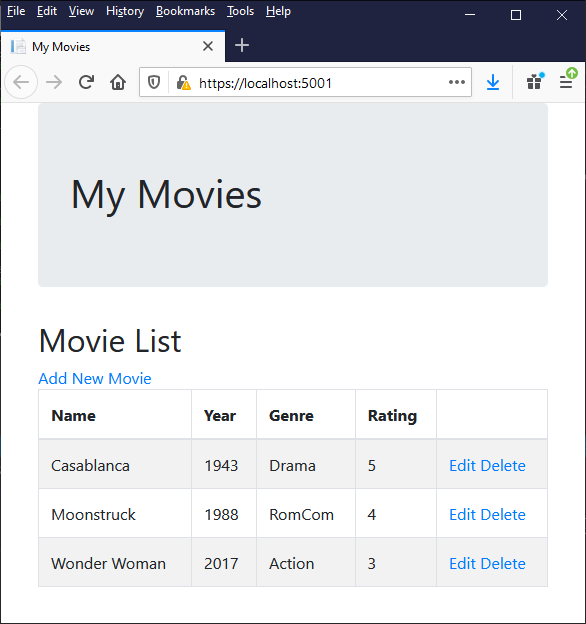 File Edit View History Bookmarks Tools Help
My Movies
https://localhost:5001
My Movies
Movie List
Add New Movie
Name Year Genre Rating
Casablanca 1943 Drama 5 Edit Delete
Moonstruck 1988 RomCom 4 Edit Delete
Wonder Woman 2017 Action 3 Edit Delete